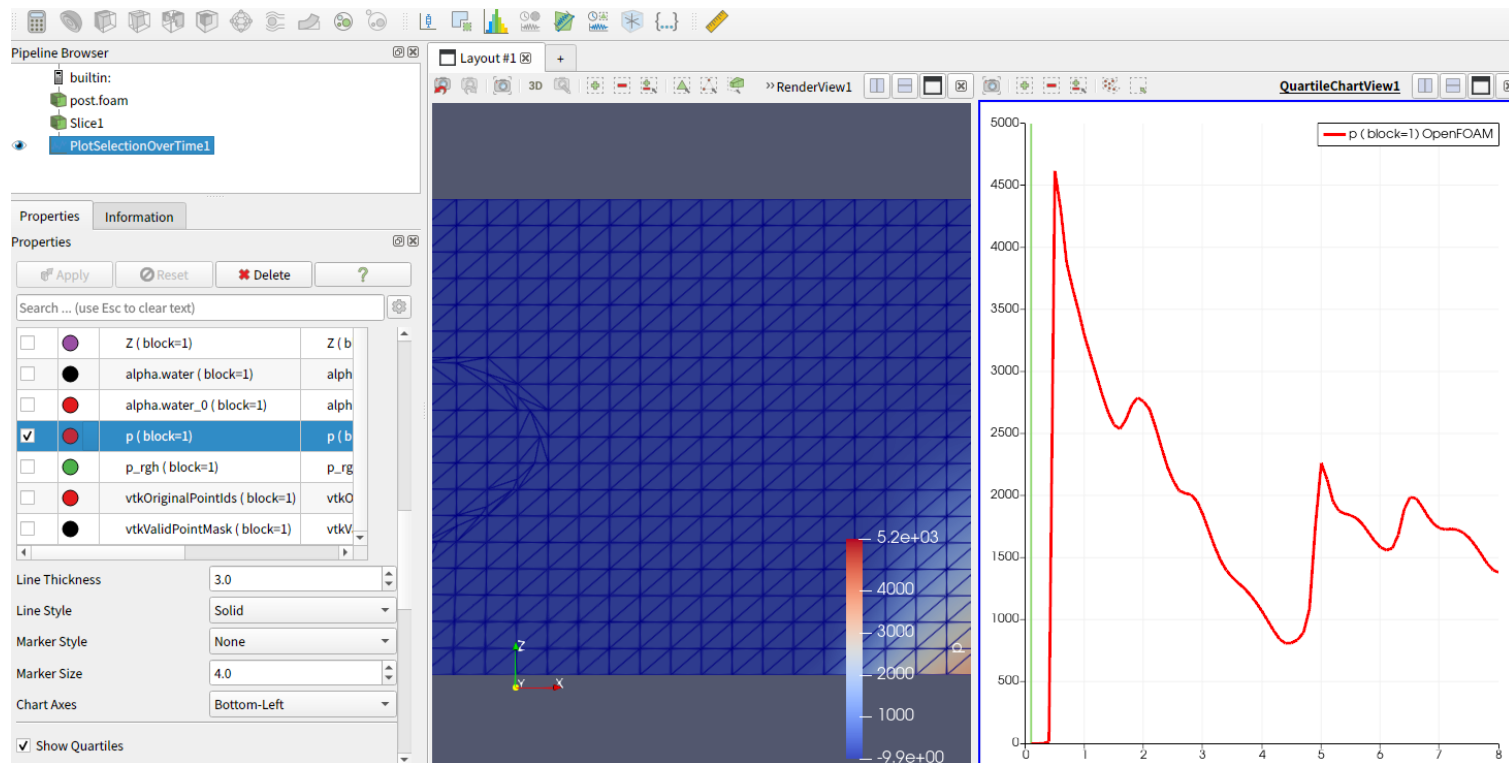 {...}
Pipeline Browser
builtin:
post.foam
Slice1
PlotSelectionOverTime1
Properties
Information
Properties
Apply
Reset
Delete
?
Search ... (use Esc to clear text)
Z ( block=1)
Z ( b
alpha.water ( block=1)
alph
alpha.water_0 ( block=1)
alph
p ( block=1)
p ( b
p_rgh ( block=1)
p_rg
vtkOriginalPointIds ( block=1)
vtkO
vtkValidPointMask ( block=1)
vtkV
Line Thickness
3.0
Line Style
Solid
Marker Style
None
Marker Size
4.0
Chart Axes
Bottom-Left
Show Quartiles
Layout #1
+
3D
»RenderView1
5.2e+03
4000
3000
2000
1000
-9.9e+00
p
Z
Y
X
QuartileChartView1
p ( block=1) OpenFOAM
5000
4500
4000
3500
3000
2500
2000
1500
1000
500
0
0 1 2 3 4 5 6 7 8